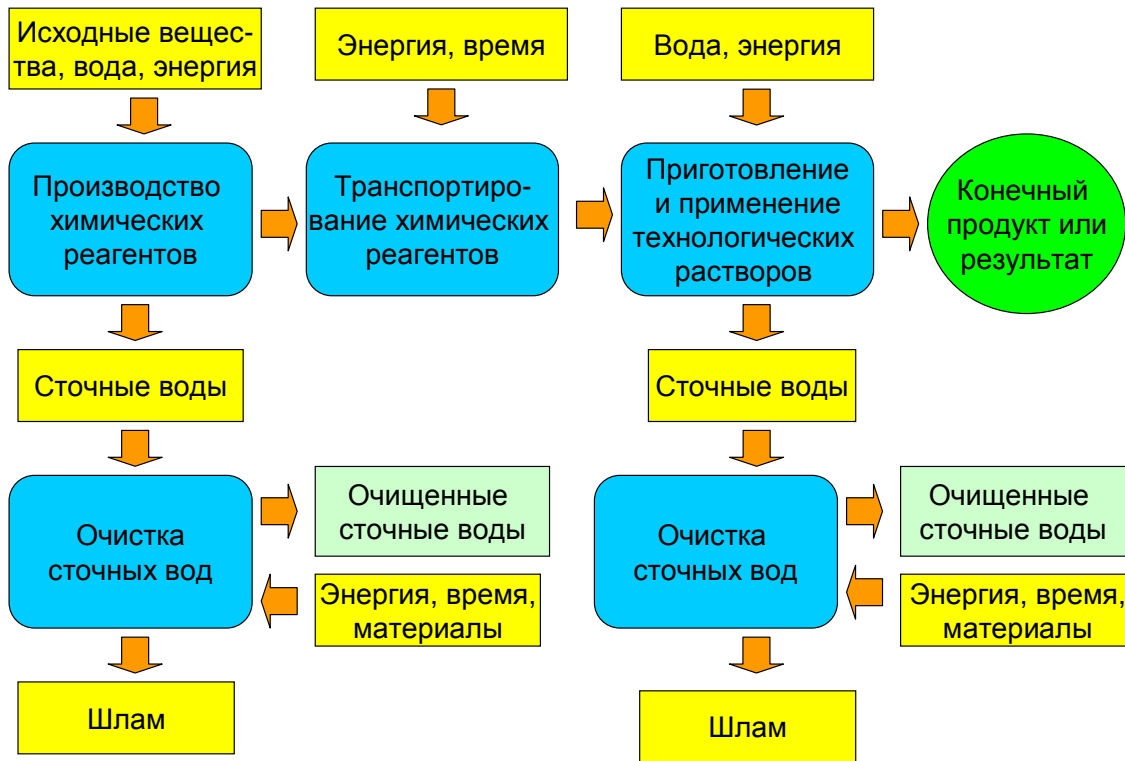 Исходные вещес-
тва, вода, энергия
Энергия, время
Вода, энергия
Производство
химических
реагентов
Транспортиро-
вание химических
реагентов
Приготовление
и применение
технологических
растворов
Конечный
продукт или
результат
Сточные воды
Сточные воды
Очистка
сточных вод
Очищенные
сточные воды
Энергия, время,
материалы
Очистка
сточных вод
Очищенные
сточные воды
Энергия, время,
материалы
Шлам
Шлам